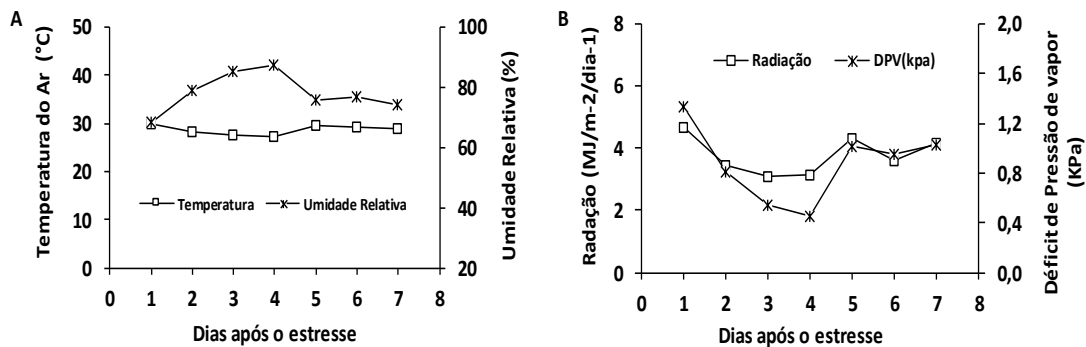 A
Temperatura do Ar (°C)
50
40
30
20
10
0
100
80
60
40
20
Umidade Relativa (%)
Temperatura
Umidade Relativa
0 1 2 3 4 5 6 7 8
Dias após o estresse
B
Radação (MJ/m-2/dia-1)
8
6
4
2
0
2,0
1,6
1,2
0,8
0,4
0,0
Déficit de Pressão de vapor
(KPa)
Radiação
DPV(kpa)
0 1 2 3 4 5 6 7 8
Dias após o estresse